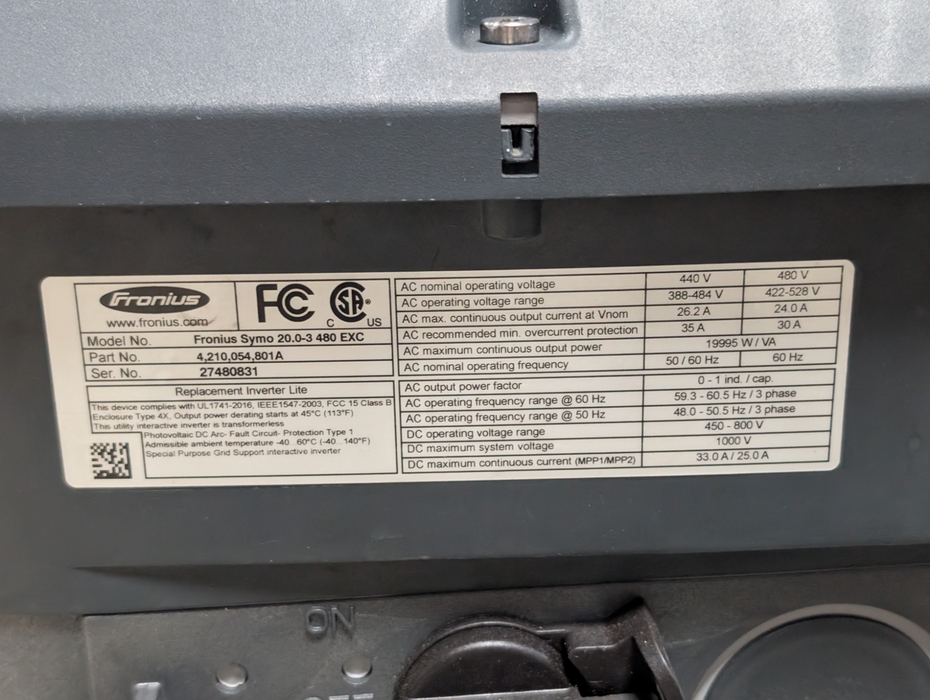 Fronius
www.fronius.com
FC
C SA ® US
Model No. Fronius Symo 20.0-3 480 EXC
Part No. 4,210,054,801A
Ser. No. 27480831
Replacement Inverter Lite
This device complies with UL1741-2016, IEEE1547-2003, FCC 15 Class B
Enclosure Type 4X, Output power derating starts at 45°C (113°F)
This utility interactive inverter is transformerless
Photovoltaic DC Arc- Fault Circuit- Protection Type 1
Admissible ambient temperature -40...60°C (-40...140°F)
Special Purpose Grid Support interactive inverter
AC nominal operating voltage 440 V 480 V
AC operating voltage range 388-484 V 422-528 V
AC max. continuous output current at Vnom 26.2 A 24.0 A
AC recommended min. overcurrent protection 35 A 30 A
AC maximum continuous output power 19995 W / VA
AC nominal operating frequency 50 / 60 Hz 60 Hz
AC output power factor 0 - 1 ind. / cap.
AC operating frequency range @ 60 Hz 59.3 - 60.5 Hz / 3 phase
AC operating frequency range @ 50 Hz 48.0 - 50.5 Hz / 3 phase
DC operating voltage range 450 - 800 V
DC maximum system voltage 1000 V
DC maximum continuous current (MPP1/MPP2) 33.0 A / 25.0 A
ON